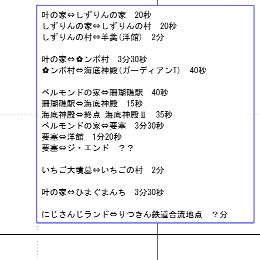 叶の家⇔しずりんの家　20秒
しずりんの家⇔しずりんの村　20秒
しずりんの村⇔羊羹(洋館)　2分
叶の家⇔✿ンポ村　3分30秒
✿ンポ村⇔海底神殿(ガーディアンT)　40秒
ベルモンドの家⇔珊瑚礁駅　40秒
珊瑚礁駅⇔海底神殿　15秒
海底神殿⇔終点 海底神殿Ⅱ　35秒
ベルモンドの家⇔要塞　3分30秒
要塞⇔洋館　1分20秒
要塞⇔ジ・エンド　？？
いちご大墳墓⇔いちごの村　2分
叶の家⇔ひまぐまんち　3分30秒
にじさんじランド⇔りつきん鉄道合流地点　？分